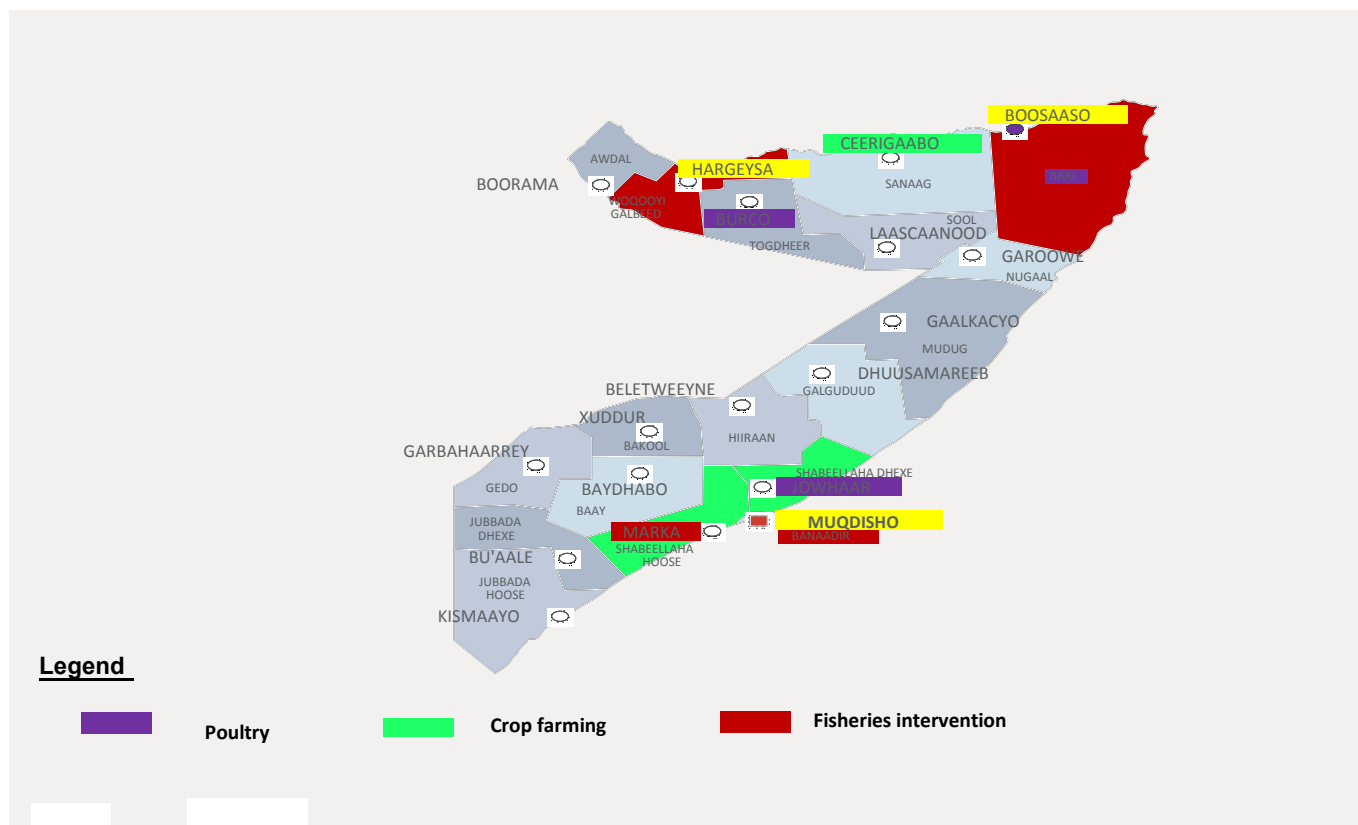 BOOSAASO
CEERIGAABO
AWDAL
HARGEYSA
BARI
BOORAMA
SANAAG
WOQOOYI
GALBEED
BURCO
SOOL
LAASCAANOOD
TOGDHEER
GAROOWE
NUGAAL
GAALKACYO
MUDUG
DHUUSAMAREEB
GALGUDUUD
BELETWEEYNE
XUDDUR
HIIRAAN
BAKOOL
GARBAHAARREY
SHABEELLAHA DHEXE
GEDO
BAYDHABO
JOWHAAR
BAAY
JUBBADA
DHEXE
MUQDISHO
MARKA
BANAADIR
SHABEELLAHA
HOOSE
BU'AALE
JUBBADA
HOOSE
KISMAAYO
Legend
Poultry
Crop farming
Fisheries intervention